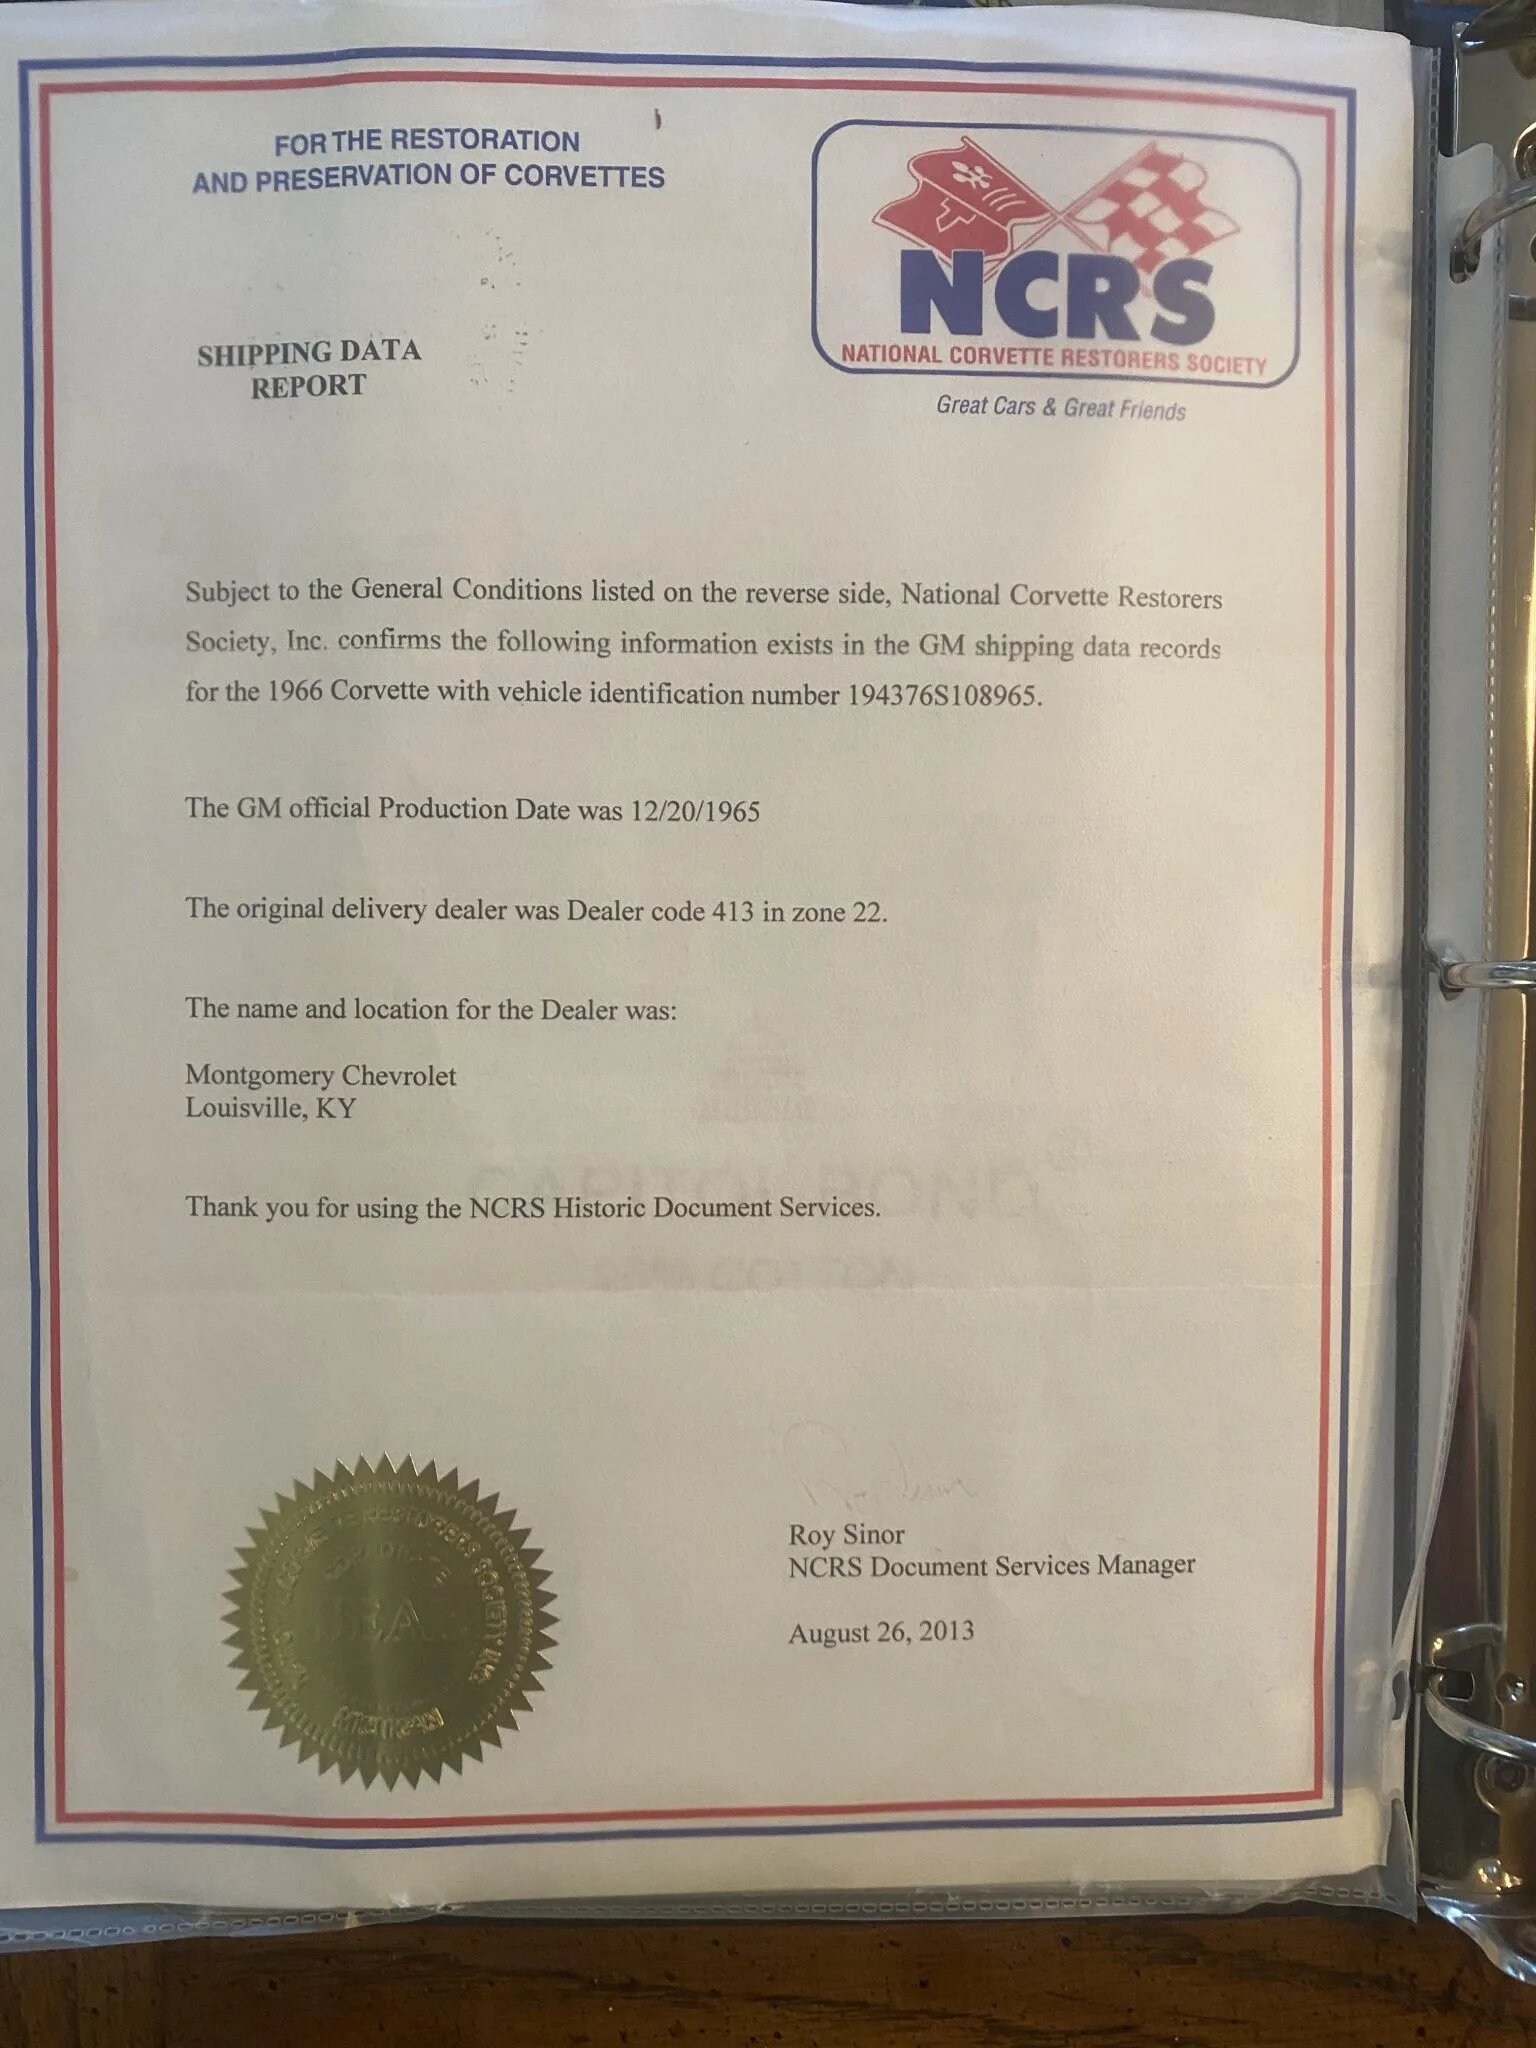 FOR THE RESTORATION
AND PRESERVATION OF CORVETTES
NCRS
NATIONAL CORVETTE RESTORERS SOCIETY
Great Cars & Great Friends
SHIPPING DATA
REPORT
Subject to the General Conditions listed on the reverse side, National Corvette Restorers
Society, Inc. confirms the following information exists in the GM shipping data records
for the 1966 Corvette with vehicle identification number 194376S108965.
The GM official Production Date was 12/20/1965
The original delivery dealer was Dealer code 413 in zone 22.
The name and location for the Dealer was:
Montgomery Chevrolet
Louisville, KY
Thank you for using the NCRS Historic Document Services.
Roy Sinor
NCRS Document Services Manager
August 26, 2013
RESTORERS SOCIETY, INC.
SEAL
MICHIGAN